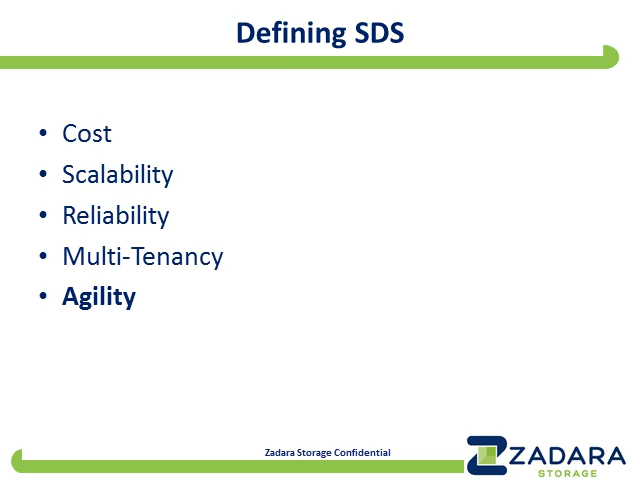 Defining SDS
• Cost
• Scalability
• Reliability
• Multi-Tenancy
• Agility
Zadara Storage Confidential
ZADARA
STORAGE